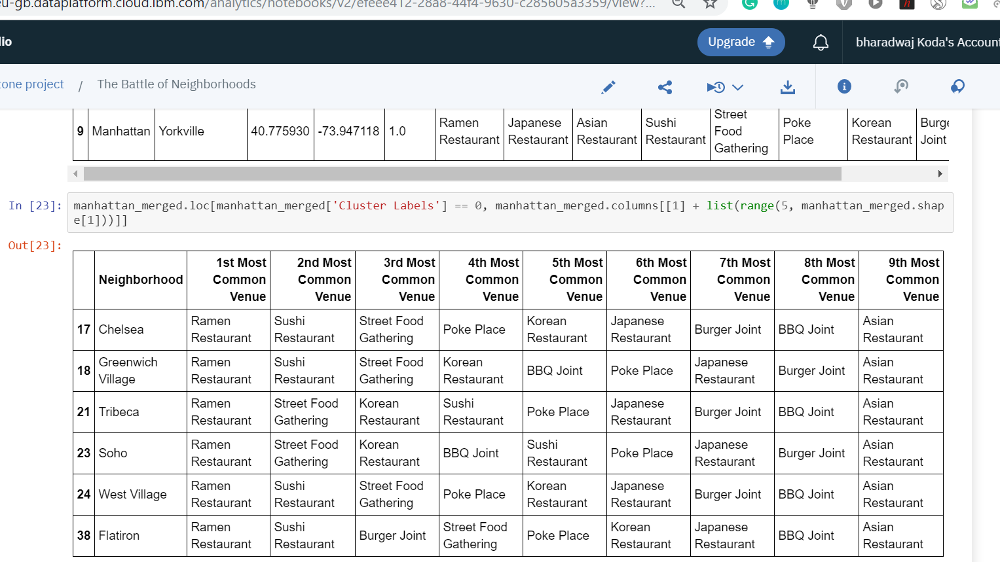 eu-gb.dataplatform.cloud.ibm.com/analytics/notebooks/v2/efeee412-28a8-44f4-9630-c285605a3359/view?...
Upgrade
bharadwaj Koda's Account
project / The Battle of Neighborhoods
9 Manhattan Yorkville 40.775930 -73.947118 1.0 Ramen Restaurant Japanese Restaurant Asian Restaurant Sushi Restaurant Street Food Gathering Poke Place Korean Restaurant Joint
In [23]: manhattan_merged.loc[manhattan_merged['Cluster Labels'] == 0, manhattan_merged.columns[[1] + list(range(5, manhattan_merged.shap
e[1]))]]
Out[23]:
Neighborhood 1st Most Common Venue 2nd Most Common Venue 3rd Most Common Venue 4th Most Common Venue 5th Most Common Venue 6th Most Common Venue 7th Most Common Venue 8th Most Common Venue 9th Most Common Venue
17 Chelsea Ramen Restaurant Sushi Restaurant Street Food Gathering Poke Place Korean Restaurant Japanese Restaurant Burger Joint BBQ Joint Asian Restaurant
18 Greenwich Village Ramen Restaurant Sushi Restaurant Street Food Gathering Korean Restaurant BBQ Joint Poke Place Japanese Restaurant Burger Joint Asian Restaurant
21 Tribeca Ramen Restaurant Street Food Gathering Korean Restaurant Sushi Restaurant Poke Place Japanese Restaurant Burger Joint BBQ Joint Asian Restaurant
23 Soho Ramen Restaurant Street Food Gathering Korean Restaurant BBQ Joint Sushi Restaurant Poke Place Japanese Restaurant Burger Joint Asian Restaurant
24 West Village Ramen Restaurant Sushi Restaurant Street Food Gathering Poke Place Korean Restaurant Japanese Restaurant Burger Joint BBQ Joint Asian Restaurant
38 Flatiron Ramen Restaurant Sushi Restaurant Burger Joint Street Food Gathering Poke Place Korean Restaurant Japanese Restaurant BBQ Joint Asian Restaurant